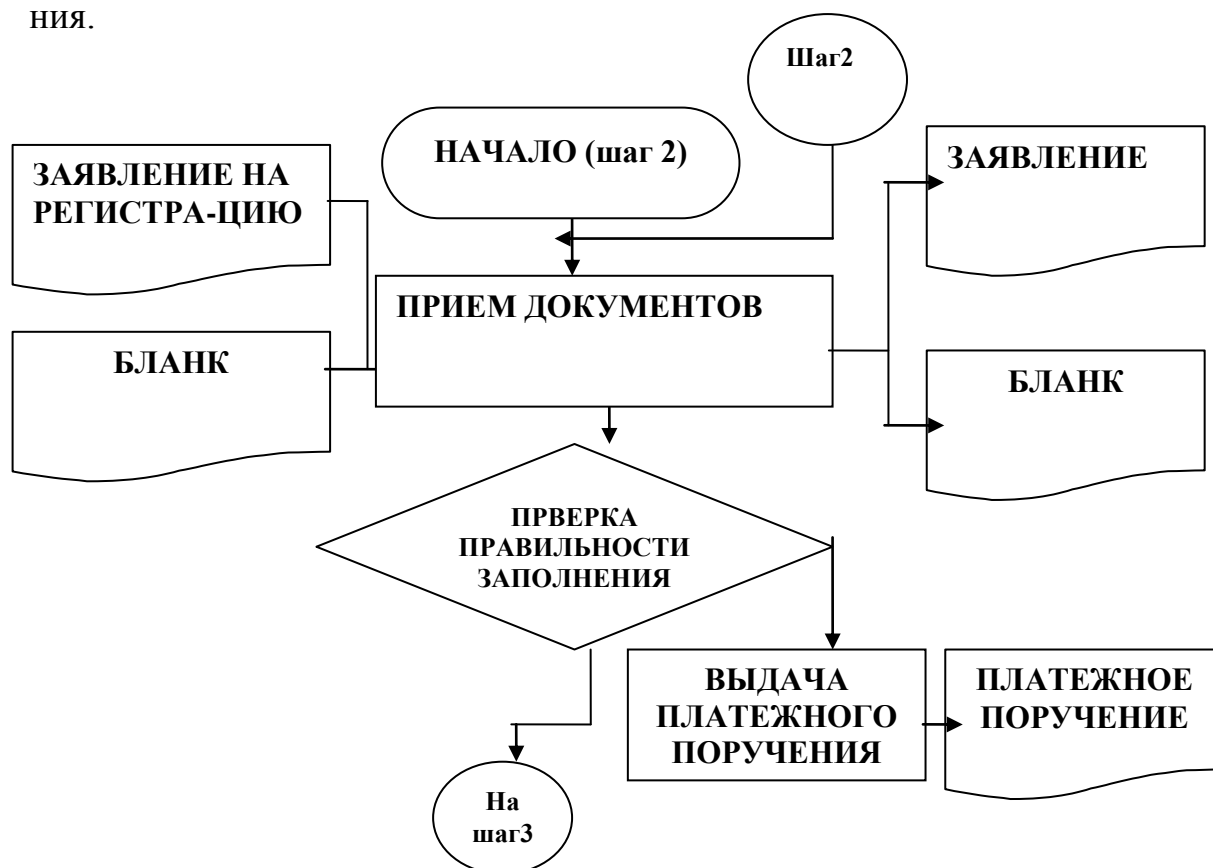 ния.
Шаг2
НАЧАЛО (шаг 2)
ЗАЯВЛЕНИЕ НА
РЕГИСТРА-ЦИЮ
ЗАЯВЛЕНИЕ
ПРИЕМ ДОКУМЕНТОВ
БЛАНК
БЛАНК
ПРВЕРКА
ПРАВИЛЬНОСТИ
ЗАПОЛНЕНИЯ
ВЫДАЧА
ПЛАТЕЖНОГО
ПОРУЧЕНИЯ
ПЛАТЕЖНОЕ
ПОРУЧЕНИЕ
На
шаг3